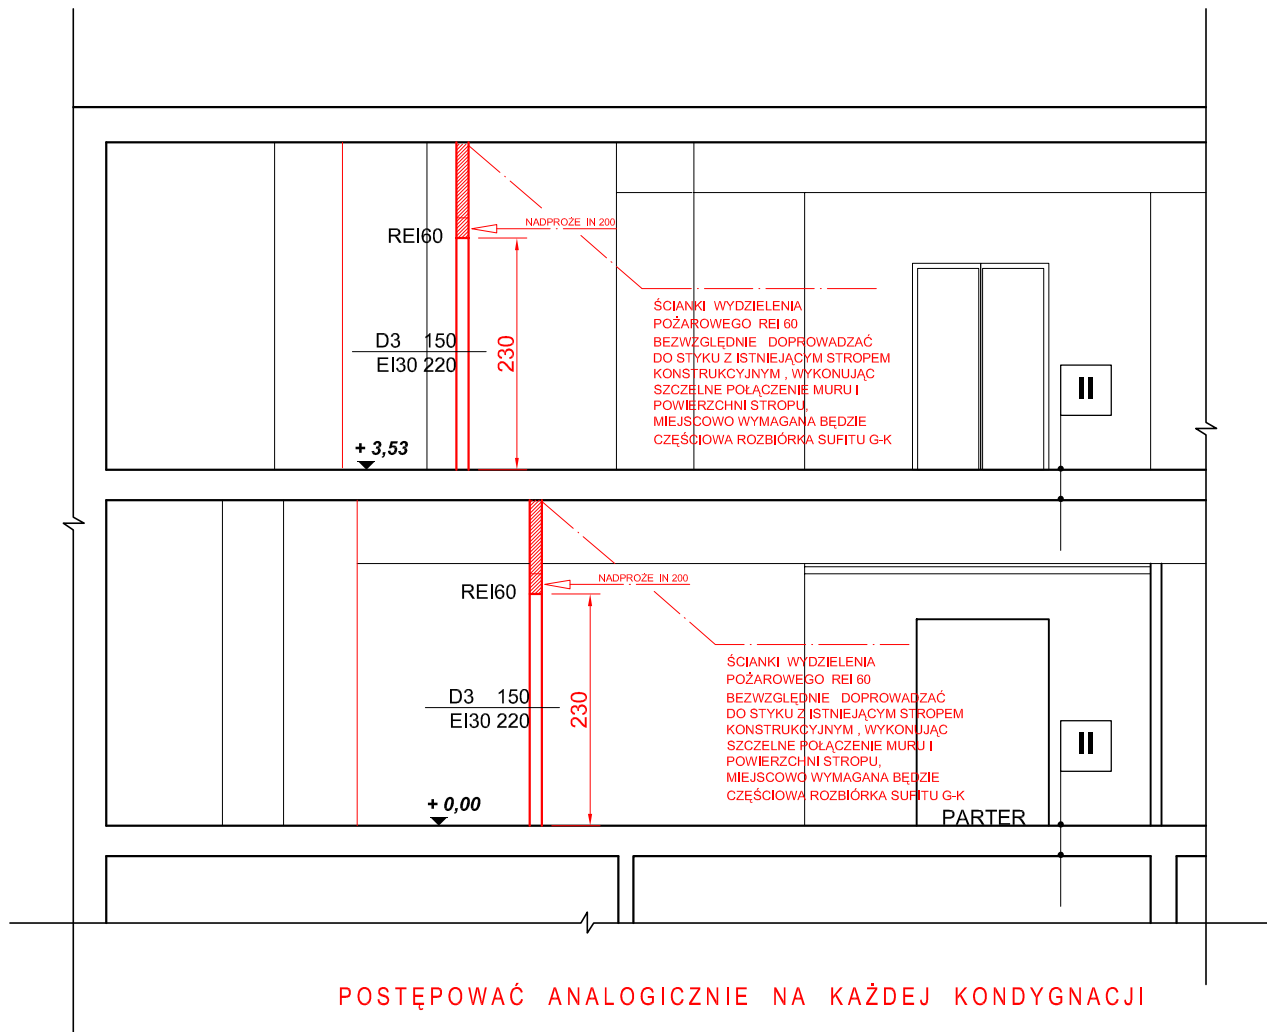 NADPROŻE IN 200
REI60
230
D3 150
EI30 220
ŚCIANKI WYDZIELENIA
POŻAROWEGO REI 60
BEZWZGLĘDNIE DOPROWADZAĆ
DO STYKU Z ISTNIEJĄCYM STROPEM
KONSTRUKCYJNYM , WYKONUJĄC
SZCZELNE POŁĄCZENIE MURU I
POWIERZCHNI STROPU,
MIEJSCOWO WYMAGANA BĘDZIE
CZĘŚCIOWA ROZBIÓRKA SUFITU G-K
II
+ 3,53
NADPROŻE IN 200
REI60
230
D3 150
EI30 220
ŚCIANKI WYDZIELENIA
POŻAROWEGO REI 60
BEZWZGLĘDNIE DOPROWADZAĆ
DO STYKU Z ISTNIEJĄCYM STROPEM
KONSTRUKCYJNYM , WYKONUJĄC
SZCZELNE POŁĄCZENIE MURU I
POWIERZCHNI STROPU,
MIEJSCOWO WYMAGANA BĘDZIE
CZĘŚCIOWA ROZBIÓRKA SUFITU G-K
II
+ 0,00
PARTER
POSTĘPOWAĆ ANALOGICZNIE NA KAŻDEJ KONDYGNACJI